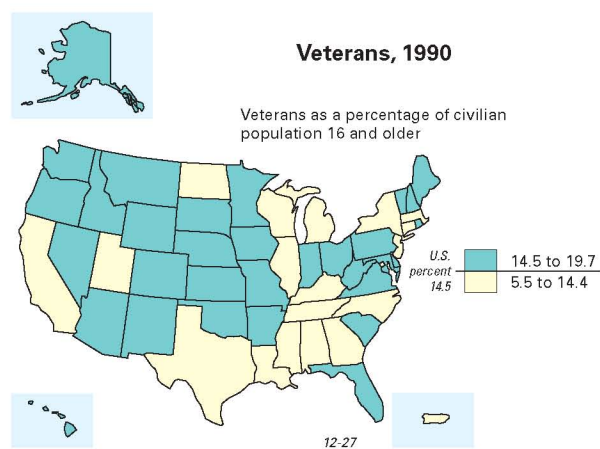 Veterans, 1990
Veterans as a percentage of civilian
population 16 and older
U.S.
percent
14.5
14.5 to 19.7
5.5 to 14.4
12-27